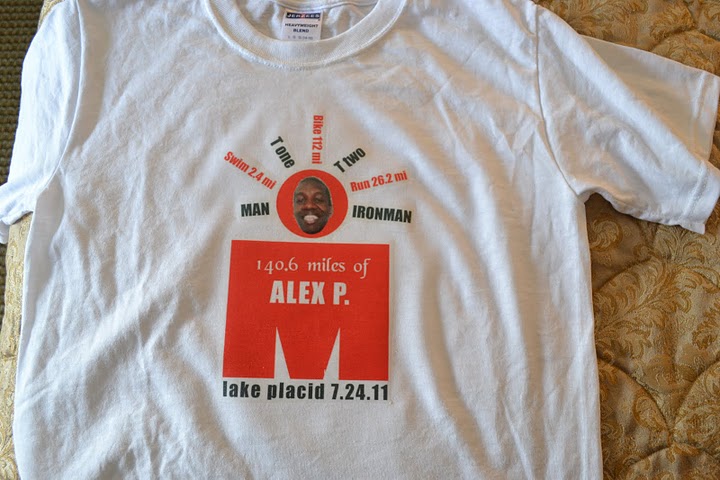 JERZEES
HEAVYWEIGHT
BLEND
MAN
Swim 2.4 mi
T one
Bike 112 mi
T two
Run 26.2 mi
IRONMAN
140.6 miles of
ALEX P.
M
lake placid 7.24.11